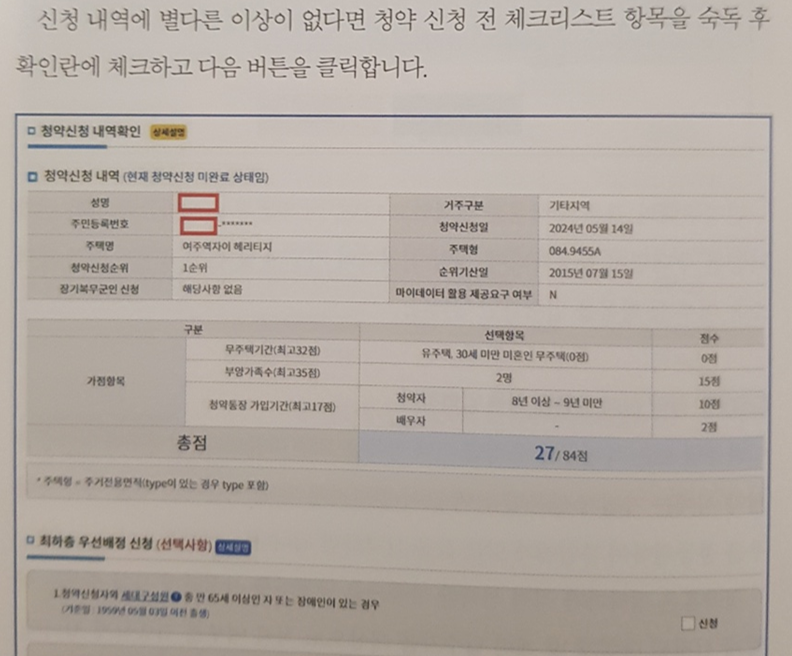 신청 내역에 별다른 이상이 없다면 청약 신청 전 체크리스트 항목을 숙독 후
확인란에 체크하고 다음 버튼을 클릭합니다.
청약신청 내역확인 상세설명
청약신청 내역 (현재 청약신청 미완료 상태임)
성명 거주구분 기타지역
주민등록번호 -******* 청약신청일 2024년 05월 14일
주택명 여주역자이 헤리티지 주택형 084.9455A
청약신청순위 1순위 순위기산일 2015년 07월 15일
장기복무군인 신청 해당사항 없음 마이데이터 활용 제공요구 여부 N
구분 선택항목 점수
가점항목 무주택기간(최고32점) 유주택, 30세 미만 미혼인 무주택(0점) 0점
부양가족수(최고35점) 2명 15점
청약통장 가입기간(최고17점) 청약자 8년 이상 ~ 9년 미만 10점
배우자 - 2점
총점 27/ 84점
* 주택형 = 주거전용면적(type이 있는 경우 type 포함)
최하층 우선배정 신청 (선택사항) 상세설명
1.청약신청자와 세대구성원 중 만 65세 이상인 자 또는 장애인이 있는 경우
(기준일 : 1959년 05월 03일 이전 출생)
신청